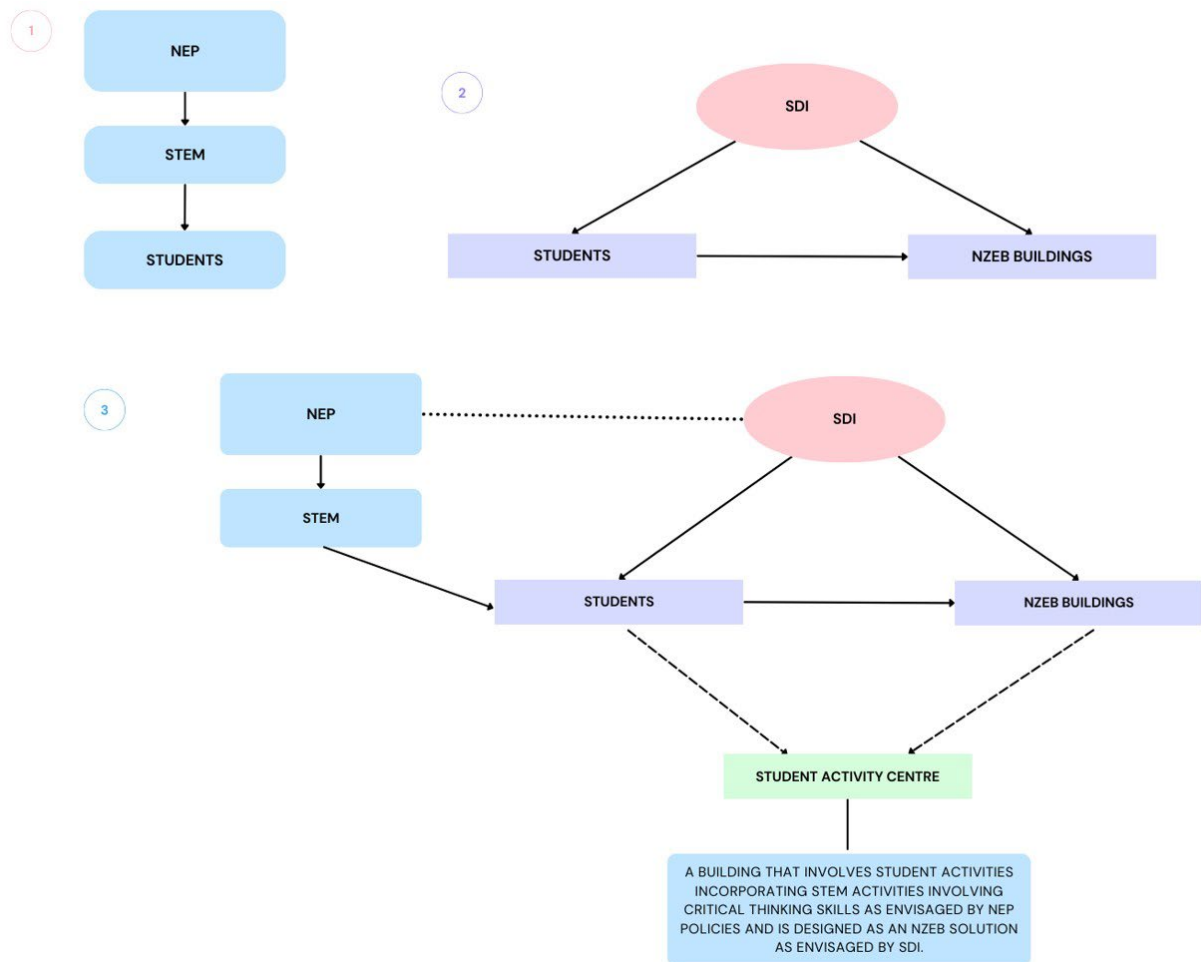 1
NEP
STEM
STUDENTS
2
SDI
STUDENTS
NZEB BUILDINGS
3
NEP
SDI
STEM
STUDENTS
NZEB BUILDINGS
STUDENT ACTIVITY CENTRE
A BUILDING THAT INVOLVES STUDENT ACTIVITIES
INCORPORATING STEM ACTIVITIES INVOLVING
CRITICAL THINKING SKILLS AS ENVISAGED BY NEP
POLICIES AND IS DESIGNED AS AN NZEB SOLUTION
AS ENVISAGED BY SDI.